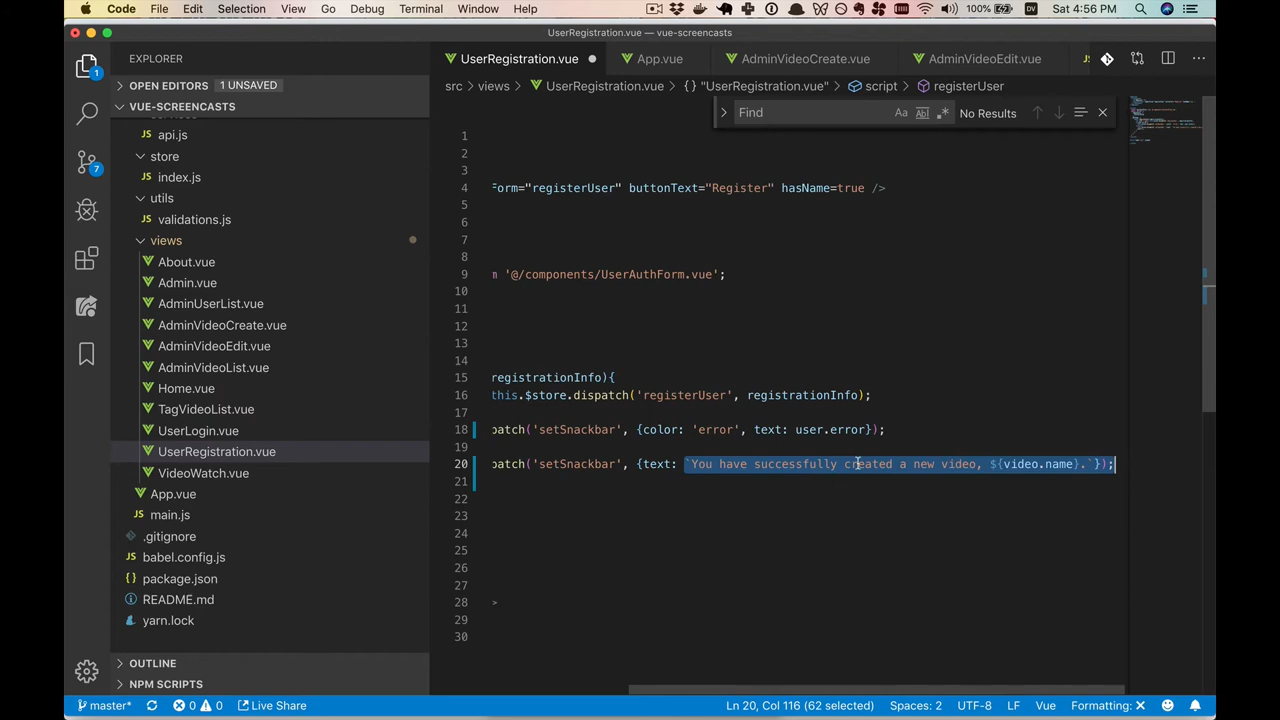 Code File Edit Selection View Go Debug Terminal Window Help 100% DV Sat 4:56 PM
UserRegistration.vue — vue-screencasts
EXPLORER
UserRegistration.vue App.vue AdminVideoCreate.vue AdminVideoEdit.vue JS
OPEN EDITORS 1 UNSAVED
src › views › UserRegistration.vue › {} "UserRegistration.vue" › script › registerUser
VUE-SCREENCASTS
Find Aa Abl .* No Results
api.js
store
JS index.js
utils
JS validations.js
views
About.vue
Admin.vue
AdminUserList.vue
AdminVideoCreate.vue
AdminVideoEdit.vue
AdminVideoList.vue
Home.vue
TagVideoList.vue
UserLogin.vue
UserRegistration.vue
VideoWatch.vue
App.vue
JS main.js
.gitignore
babel.config.js
{} package.json
README.md
yarn.lock
OUTLINE
NPM SCRIPTS
1
7
1
2
3
4 Form="registerUser" buttonText="Register" hasName=true />
5
6
7
8
9 m '@/components/UserAuthForm.vue';
10
11
12
13
14
15 registrationInfo){
16 this.$store.dispatch('registerUser', registrationInfo);
17
18 patch('setSnackbar', {color: 'error', text: user.error});
19
20 patch('setSnackbar', {text: `You have successfully created a new video, ${video.name}.`});
21
22
23
24
25
26
27
28 >
29
30
master* 0 0 Live Share Ln 20, Col 116 (62 selected) Spaces: 2 UTF-8 LF Vue Formatting: ✕